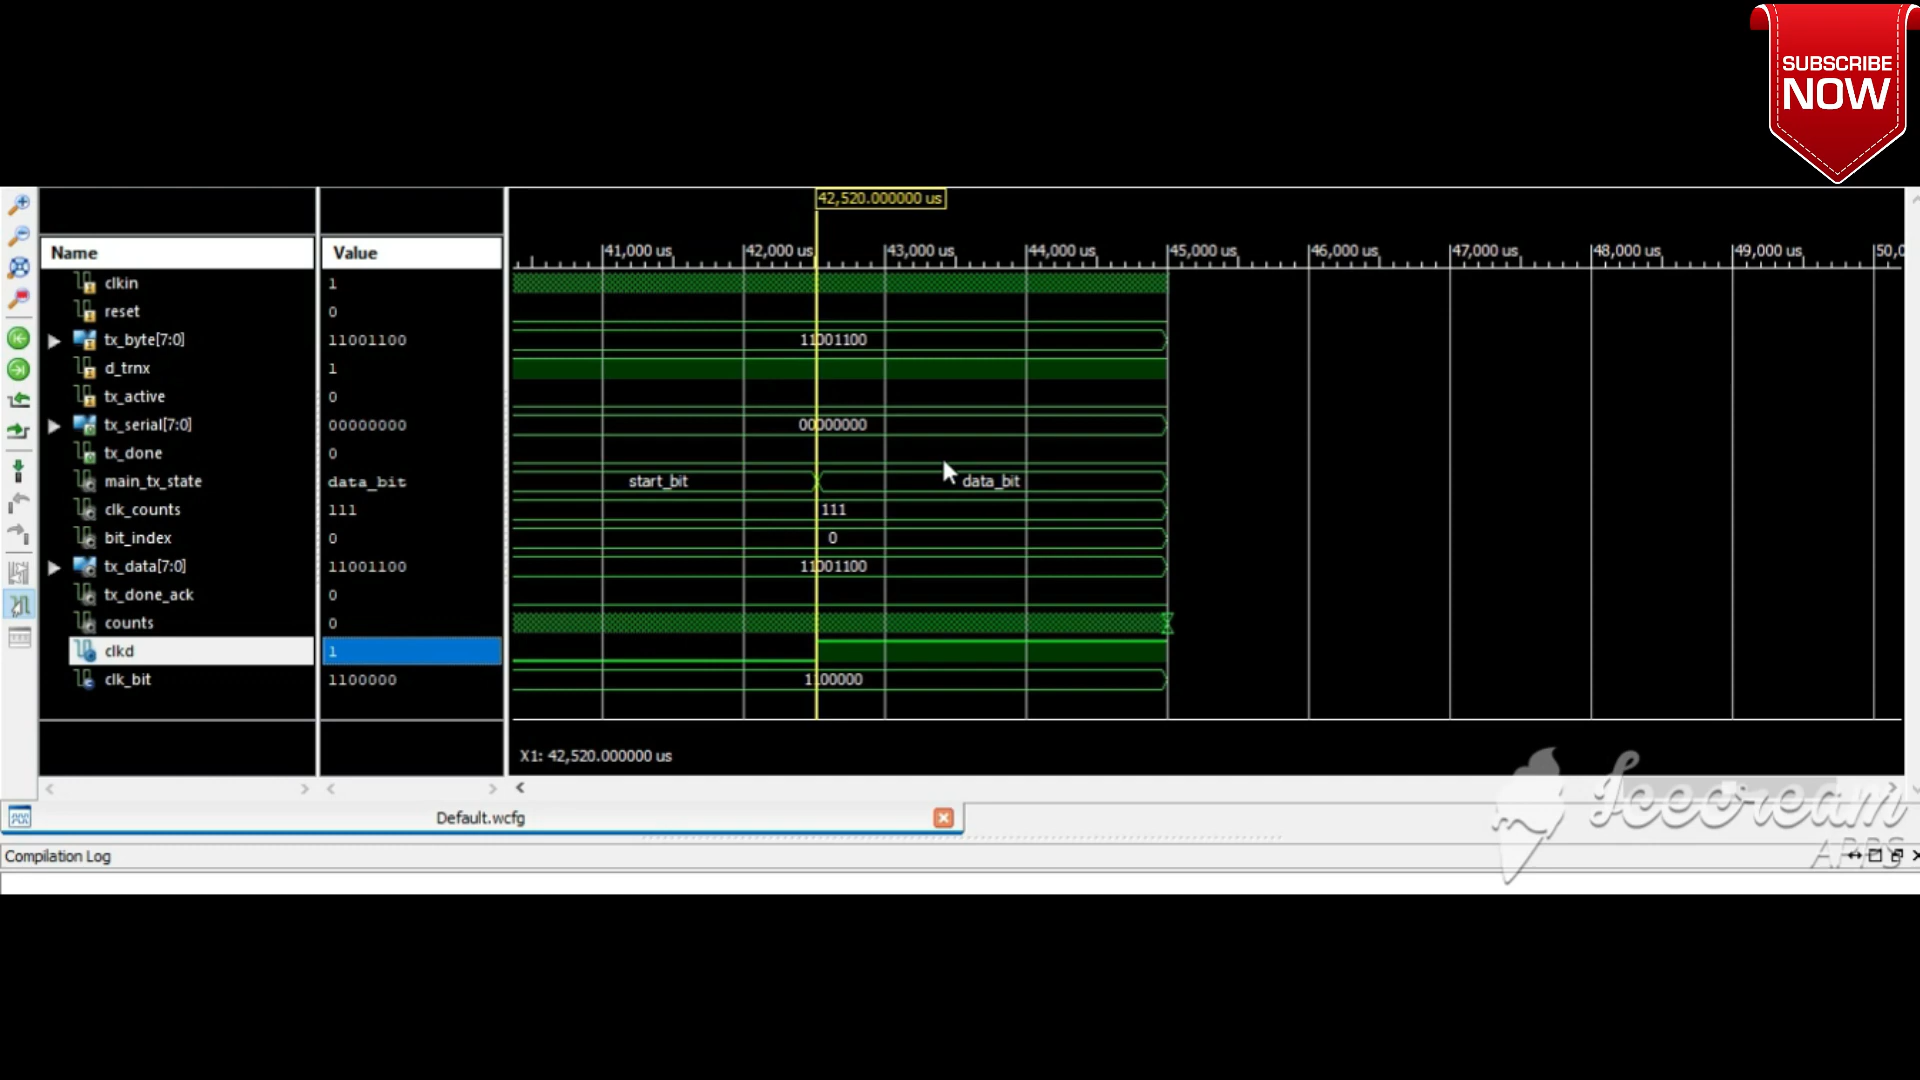 SUBSCRIBE
NOW
42,520.000000 us
Name Value 41,000 us 42,000 us 43,000 us 44,000 us 45,000 us 46,000 us 47,000 us 48,000 us 49,000 us 50,0
clkin 1
reset 0
tx_byte[7:0] 11001100 11001100
d_trnx 1
tx_active 0
tx_serial[7:0] 00000000 00000000
tx_done 0
main_tx_state data_bit start_bit data_bit
clk_counts 111 111
bit_index 0 0
tx_data[7:0] 11001100 11001100
tx_done_ack 0
counts 0
clkd 1
clk_bit 1100000 1100000
X1: 42,520.000000 us
Icecream
APPS
Default.wcfg
Compilation Log